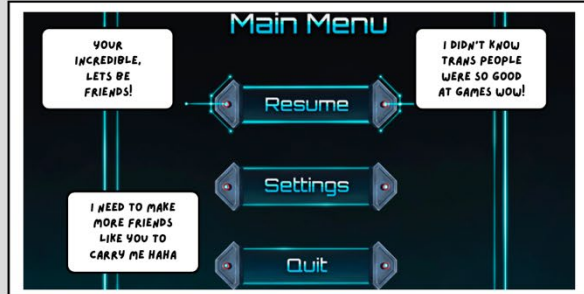 Main Menu
YOUR
INCREDIBLE,
LETS BE
FRIENDS!
I DIDN'T KNOW
TRANS PEOPLE
WERE SO GOOD
AT GAMES WOW!
Resume
Settings
I NEED TO MAKE
MORE FRIENDS
LIKE YOU TO
CARRY ME HAHA
Quit